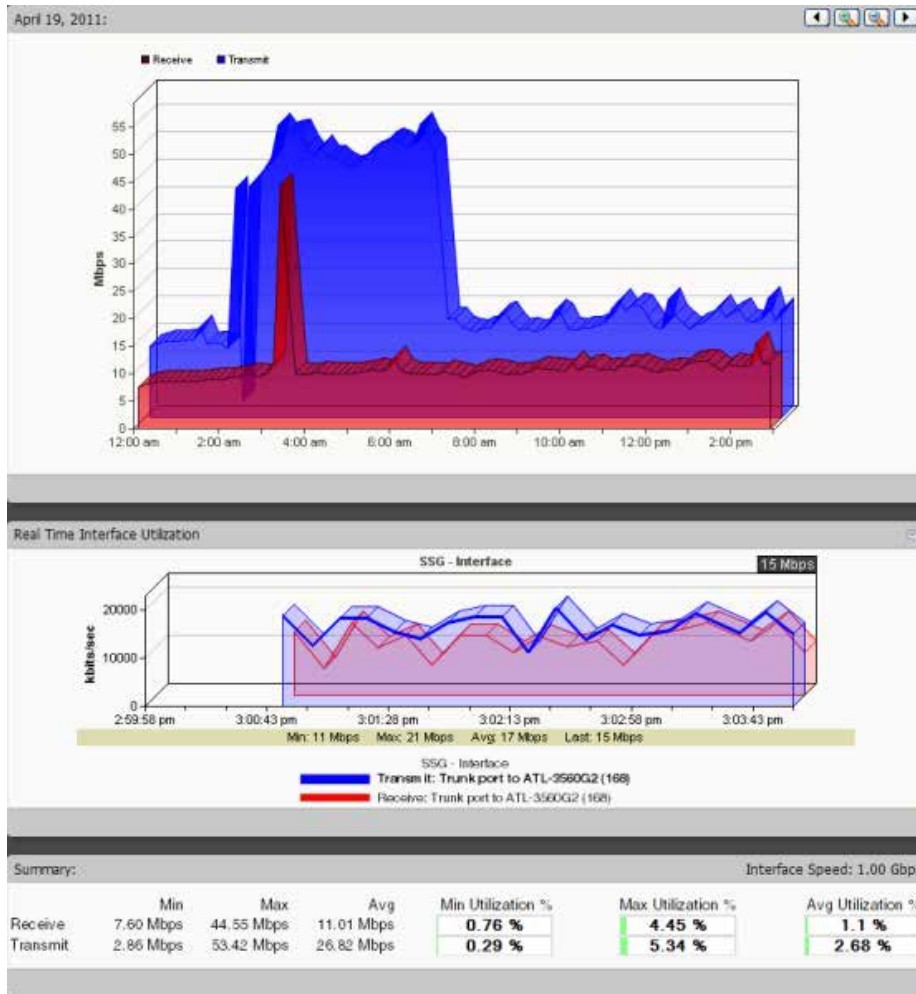 April 19, 2011:
Receive Transmit
Mbps
55
50
45
40
35
30
25
20
15
10
5
0
12:00 am 2:00 am 4:00 am 6:00 am 8:00 am 10:00 am 12:00 pm 2:00 pm
Real Time Interface Utilization
SSG - Interface
15 Mbps
kbits/sec
20000
10000
0
2:59:58 pm 3:00:43 pm 3:01:28 pm 3:02:13 pm 3:02:58 pm 3:03:43 pm
Min: 11 Mbps Max: 21 Mbps Avg: 17 Mbps Last: 15 Mbps
SSG - Interface
Transmit: Trunk port to ATL-3560G2 (168)
Receive: Trunk port to ATL-3560G2 (168)
Summary: Interface Speed: 1.00 Gbp
Min Max Avg Min Utilization % Max Utilization % Avg Utilization %
Receive 7.60 Mbps 44.55 Mbps 11.01 Mbps 0.76 % 4.45 % 1.1 %
Transmit 2.86 Mbps 53.42 Mbps 26.82 Mbps 0.29 % 5.34 % 2.68 %